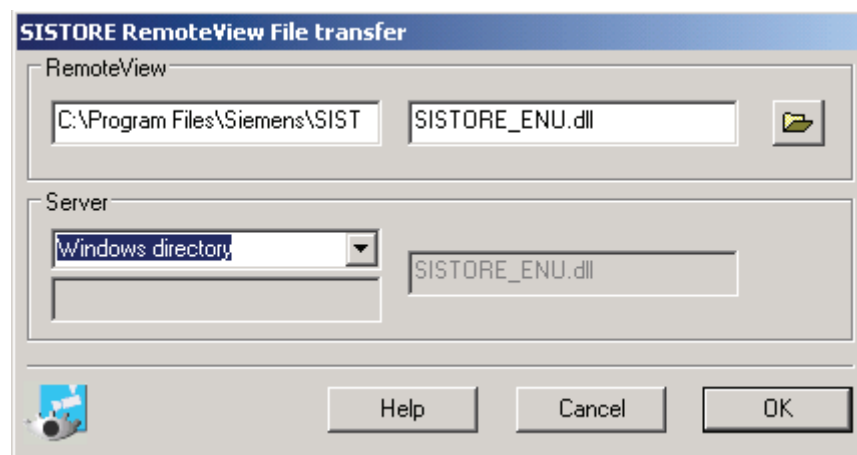 SISTORE RemoteView File transfer
RemoteView
C:\Program Files\Siemens\SIST SISTORE_ENU.dll
Server
Windows directory
SISTORE_ENU.dll
Help Cancel OK